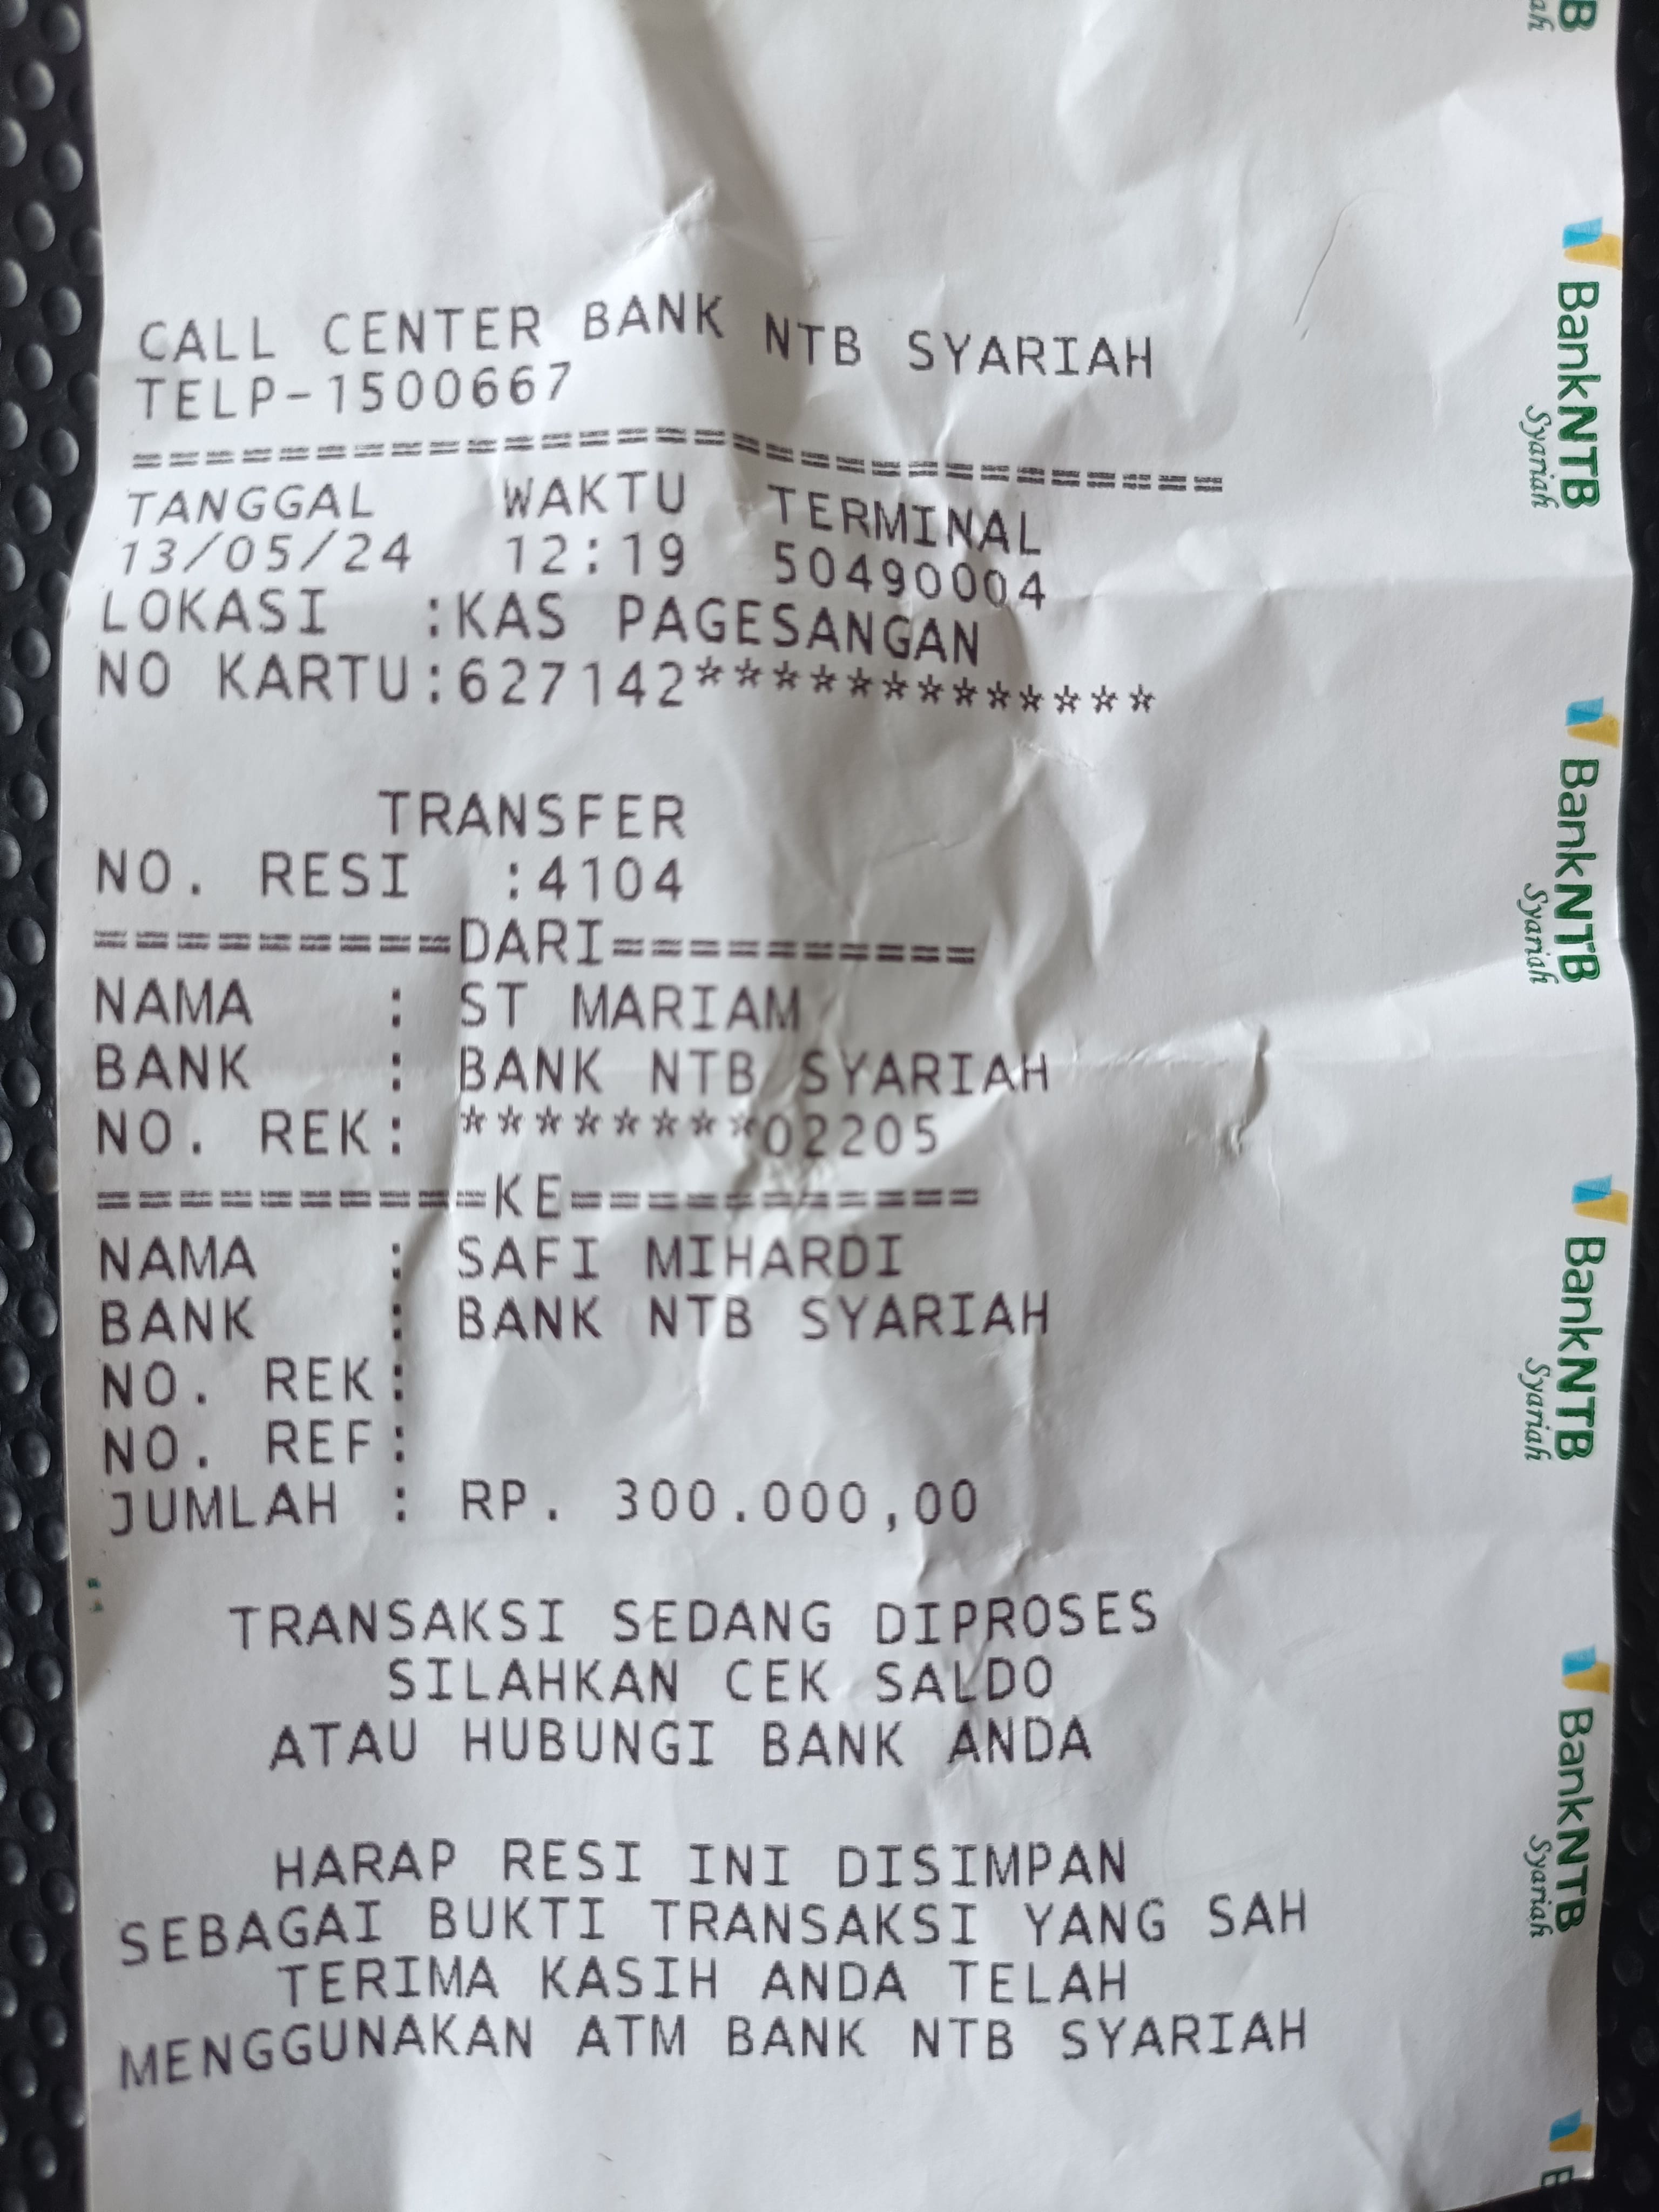 CALL CENTER BANK NTB SYARIAH
TELP-1500667
==============================
TANGGAL WAKTU TERMINAL
13/05/24 12:19 50490004
LOKASI :KAS PAGESANGAN
NO KARTU:627142*************
TRANSFER
NO. RESI :4104
=========DARI==========
NAMA : ST MARIAM
BANK : BANK NTB SYARIAH
NO. REK: ********02205
==========KE===========
NAMA : SAFI MIHARDI
BANK : BANK NTB SYARIAH
NO. REK:
NO. REF:
JUMLAH : RP. 300.000,00
TRANSAKSI SEDANG DIPROSES
SILAHKAN CEK SALDO
ATAU HUBUNGI BANK ANDA
HARAP RESI INI DISIMPAN
SEBAGAI BUKTI TRANSAKSI YANG SAH
TERIMA KASIH ANDA TELAH
MENGGUNAKAN ATM BANK NTB SYARIAH
BankNTB
Syariah
BankNTB
Syariah
BankNTB
Syariah
BankNTB
Syariah